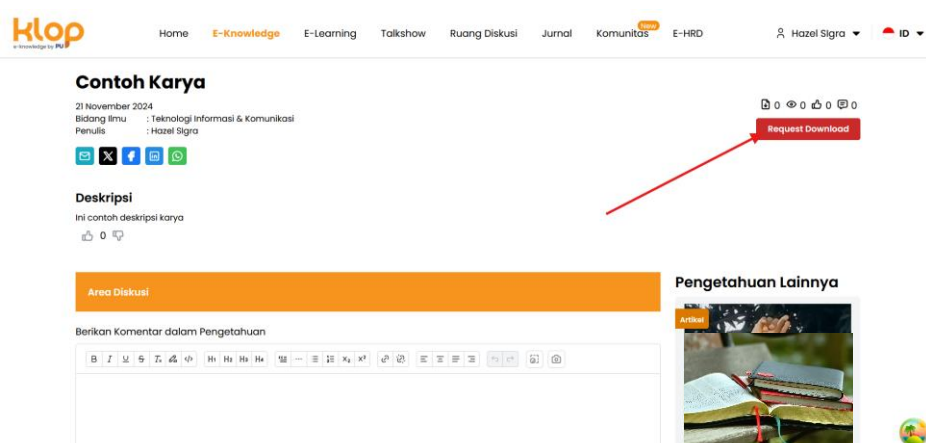 klop
e-knowledge by PU
Home E-Knowledge E-Learning Talkshow Ruang Diskusi Jurnal Komunitas New E-HRD Hazel SIgra ID
Contoh Karya
21 November 2024
Bidang Ilmu : Teknologi Informasi & Komunikasi
Penulis : Hazel SIgra
0 0 0 0
Request Download
Deskripsi
Ini contoh deskripsi karya
0
Area Diskusi
Berikan Komentar dalam Pengetahuan
B I U S H1 H2 H3 H4 X2 X2
Pengetahuan Lainnya
Artikel